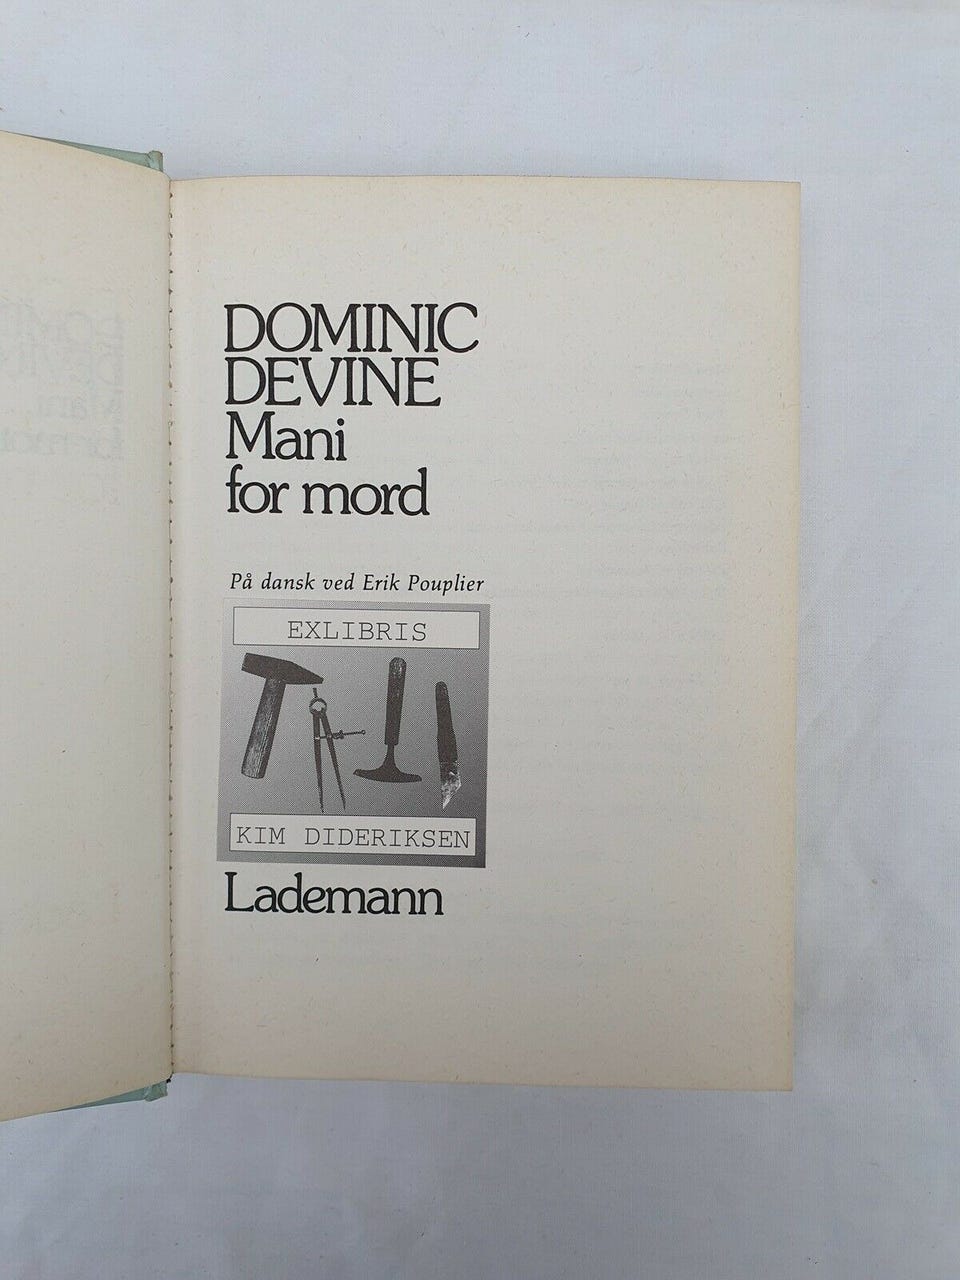 DOMINIC
DEVINE
Mani
for mord
På dansk ved Erik Pouplier
EXLIBRIS
KIM DIDERIKSEN
Lademann